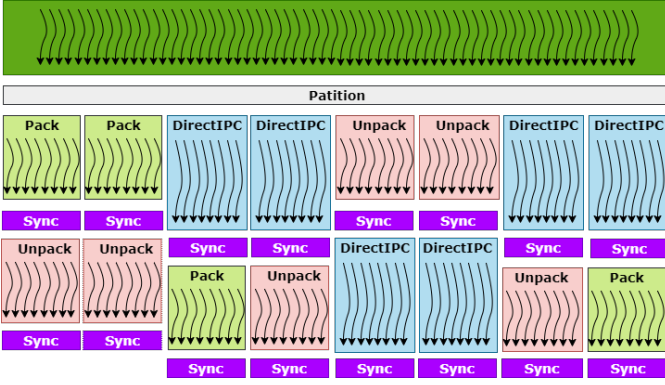 Patition
Pack Pack DirectIPC DirectIPC Unpack Unpack DirectIPC DirectIPC
Sync Sync Sync Sync
Sync Sync Sync Sync
Unpack Unpack DirectIPC DirectIPC
Pack Unpack Unpack Pack
Sync Sync
Sync Sync Sync Sync Sync Sync